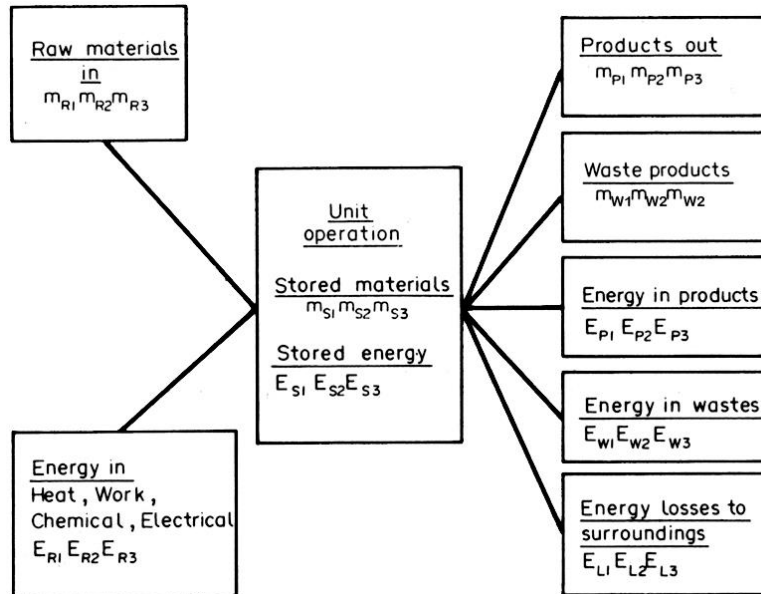 Raw materials
in
mR1 mR2 mR3
Energy in
Heat, Work,
Chemical, Electrical
ER1 ER2 ER3
Unit
operation
Stored materials
mS1 mS2 mS3
Stored energy
ES1 ES2 ES3
Products out
mP1 mP2 mP3
Waste products
mW1 mW2 mW2
Energy in products
EP1 EP2 EP3
Energy in wastes
EW1 EW2 EW3
Energy losses to
surroundings
EL1 EL2 EL3